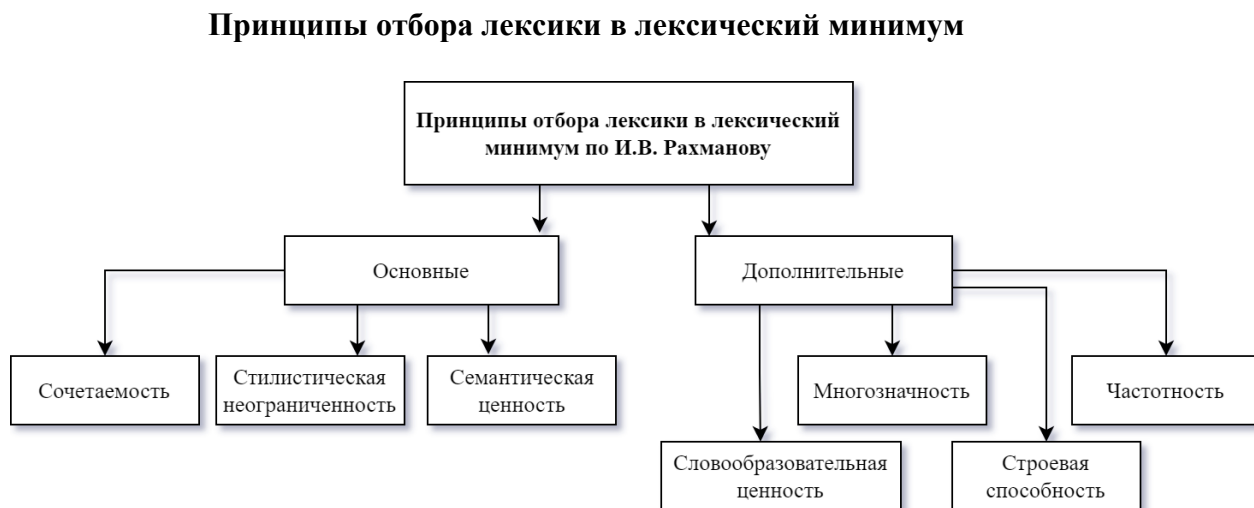 Принципы отбора лексики в лексический минимум
Принципы отбора лексики в лексический
минимум по И.В. Рахманову
Основные
Дополнительные
Сочетаемость
Стилистическая
неограниченность
Семантическая
ценность
Многозначность
Частотность
Словообразовательная
ценность
Строевая
способность